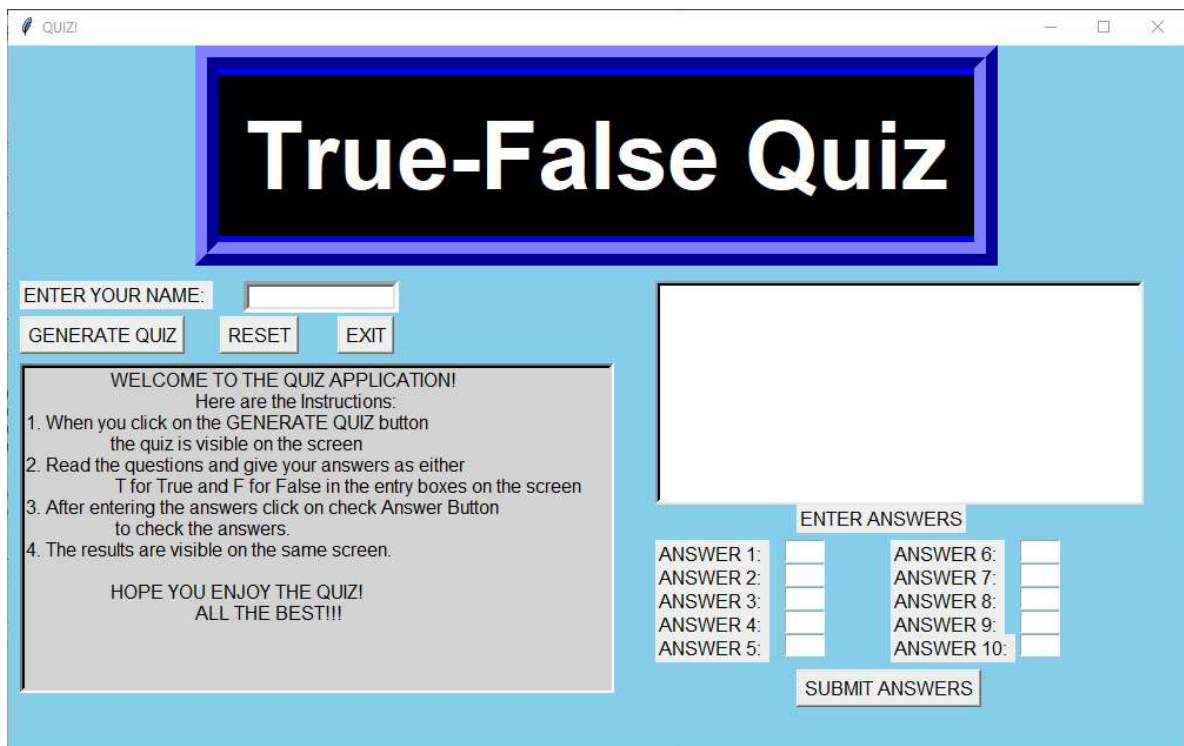 QUIZ!
True-False Quiz
ENTER YOUR NAME:
GENERATE QUIZ RESET EXIT
WELCOME TO THE QUIZ APPLICATION!
Here are the Instructions:
1. When you click on the GENERATE QUIZ button
the quiz is visible on the screen
2. Read the questions and give your answers as either
T for True and F for False in the entry boxes on the screen
3. After entering the answers click on check Answer Button
to check the answers.
4. The results are visible on the same screen.
HOPE YOU ENJOY THE QUIZ!
ALL THE BEST!!!
ENTER ANSWERS
ANSWER 1: ANSWER 6:
ANSWER 2: ANSWER 7:
ANSWER 3: ANSWER 8:
ANSWER 4: ANSWER 9:
ANSWER 5: ANSWER 10:
SUBMIT ANSWERS